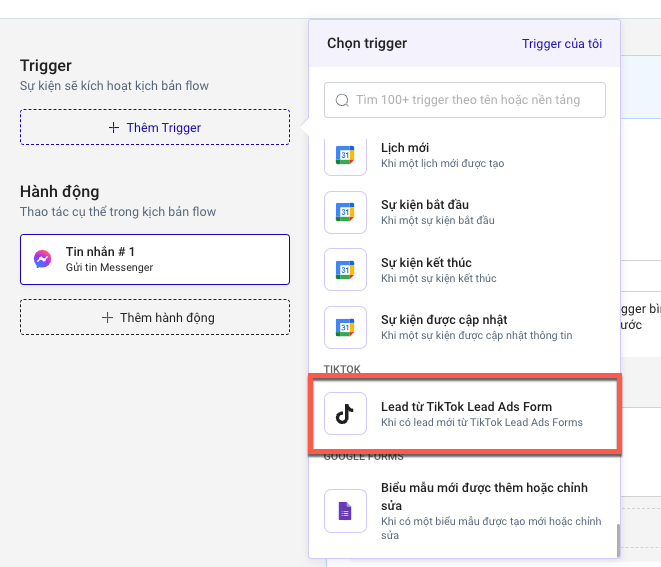 Trigger
Sự kiện sẽ kích hoạt kịch bản flow
+ Thêm Trigger
Hành động
Thao tác cụ thể trong kịch bản flow
Tin nhắn # 1
Gửi tin Messenger
+ Thêm hành động
Chọn trigger
Trigger của tôi
Tìm 100+ trigger theo tên hoặc nền tảng
31
Lịch mới
Khi một lịch mới được tạo
31
Sự kiện bắt đầu
Khi một sự kiện bắt đầu
31
Sự kiện kết thúc
Khi một sự kiện kết thúc
31
Sự kiện được cập nhật
Khi một sự kiện được cập nhật thông tin
TIKTOK
Lead từ TikTok Lead Ads Form
Khi có lead mới từ TikTok Lead Ads Forms
GOOGLE FORMS
Biểu mẫu mới được thêm hoặc chỉnh
sửa
Khi có một biểu mẫu được tạo mới hoặc chỉnh
sửa